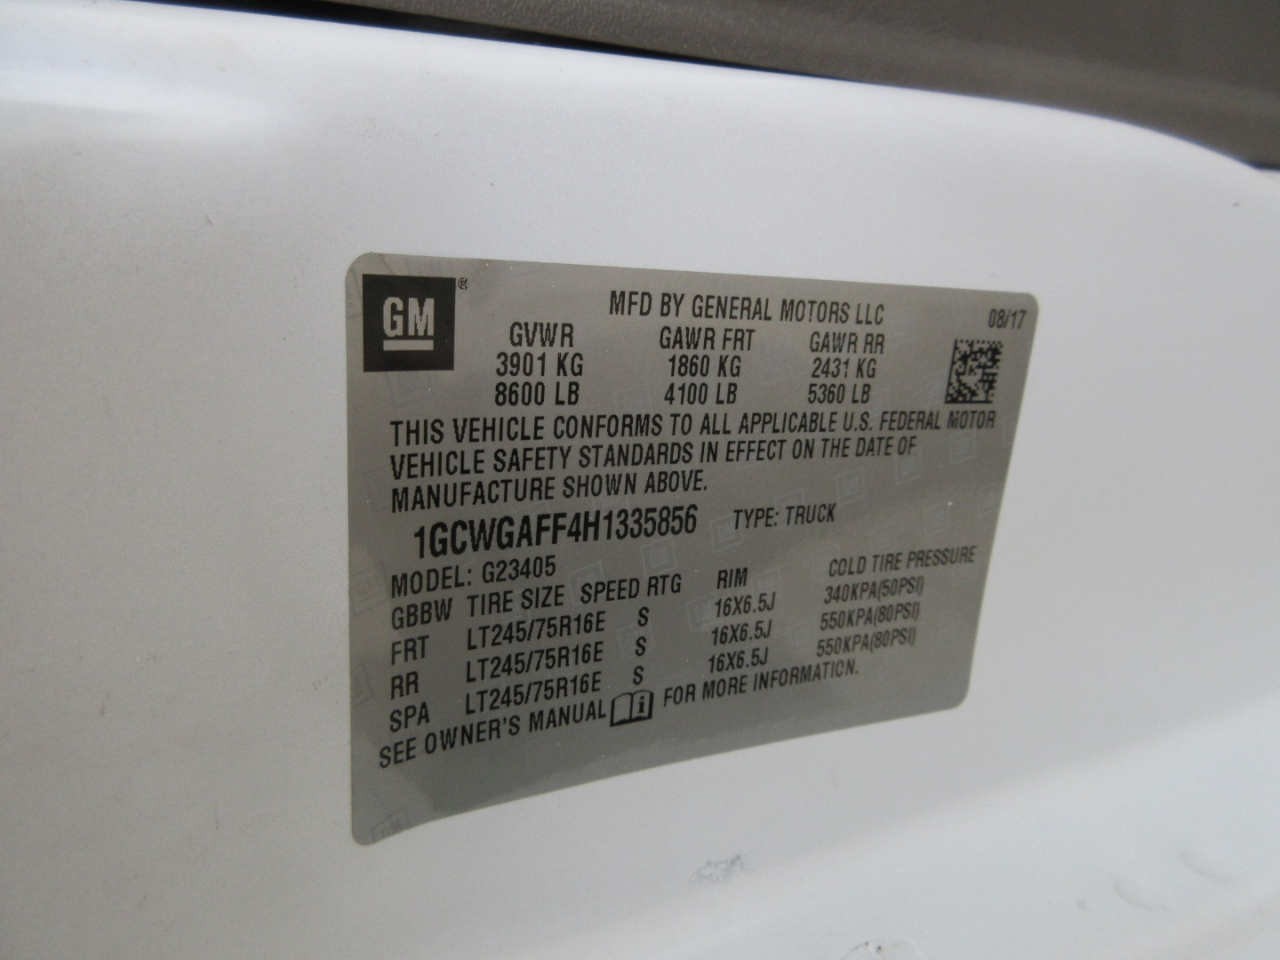 GM ®
MFD BY GENERAL MOTORS LLC 08/17
GVWR GAWR FRT GAWR RR
3901 KG 1860 KG 2431 KG
8600 LB 4100 LB 5360 LB
THIS VEHICLE CONFORMS TO ALL APPLICABLE U.S. FEDERAL MOTOR
VEHICLE SAFETY STANDARDS IN EFFECT ON THE DATE OF
MANUFACTURE SHOWN ABOVE.
1GCWGAFF4H1335856 TYPE: TRUCK
MODEL: G23405
GBBW TIRE SIZE SPEED RTG RIM COLD TIRE PRESSURE
FRT LT245/75R16E S 16X6.5J 340KPA(50PSI)
RR LT245/75R16E S 16X6.5J 550KPA(80PSI)
SPA LT245/75R16E S 16X6.5J 550KPA(80PSI)
SEE OWNER'S MANUAL i FOR MORE INFORMATION.